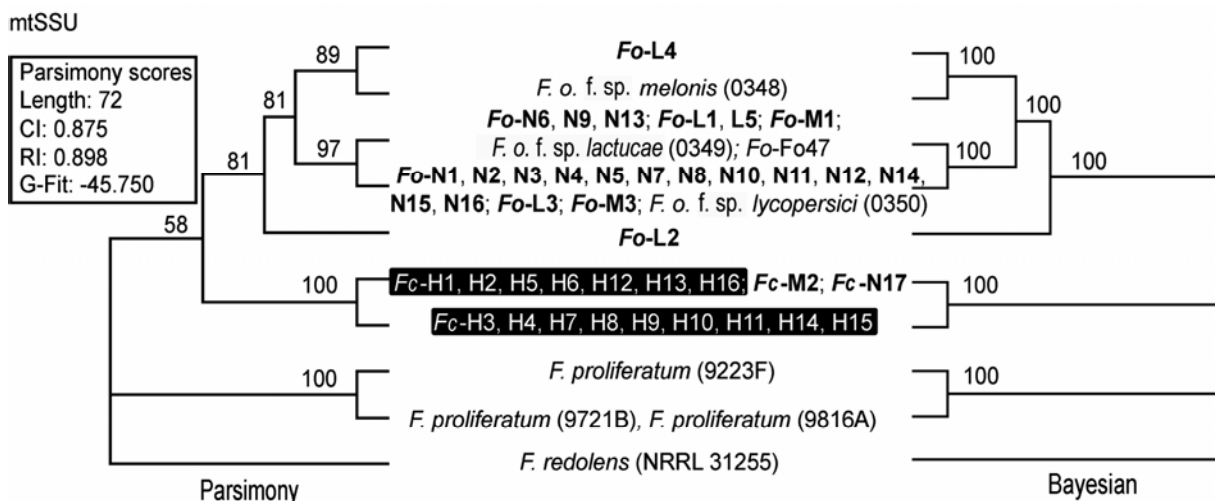 mtSSU
Parsimony scores
Length: 72
CI: 0.875
RI: 0.898
G-Fit: -45.750
89
81
97
81
58
100
100
Fo-L4
F. o. f. sp. melonis (0348)
Fo-N6, N9, N13; Fo-L1, L5; Fo-M1;
F. o. f. sp. lactucae (0349); Fo-Fo47
Fo-N1, N2, N3, N4, N5, N7, N8, N10, N11, N12, N14,
N15, N16; Fo-L3; Fo-M3; F. o. f. sp. lycopersici (0350)
Fo-L2
Fc-H1, H2, H5, H6, H12, H13, H16; Fc-M2; Fc-N17
Fc-H3, H4, H7, H8, H9, H10, H11, H14, H15
F. proliferatum (9223F)
F. proliferatum (9721B), F. proliferatum (9816A)
F. redolens (NRRL 31255)
100
100
100
100
100
100
Parsimony
Bayesian